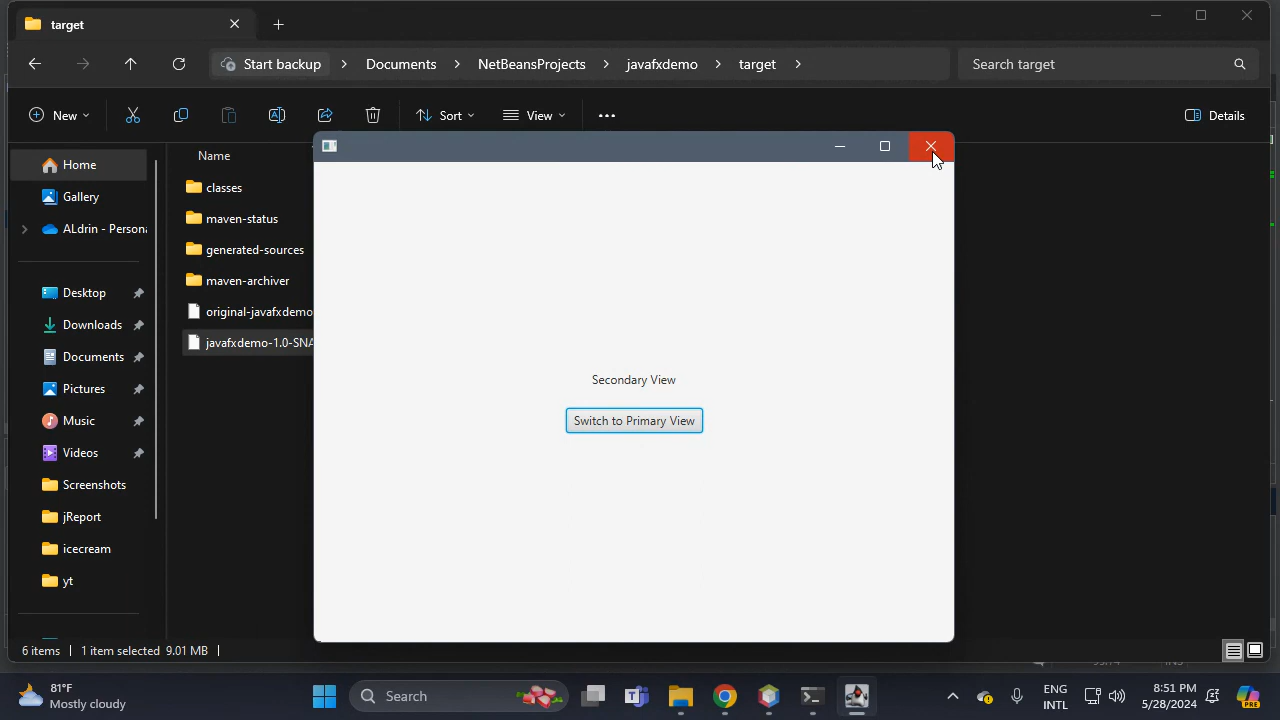 target
Start backup
Documents
NetBeansProjects
javafxdemo
target
Search target
New
Sort
View
Details
Home
Gallery
ALdrin - Persona
Desktop
Downloads
Documents
Pictures
Music
Videos
Screenshots
jReport
icecream
yt
Name
classes
maven-status
generated-sources
maven-archiver
original-javafxdemo
javafxdemo-1.0-SNA
Secondary View
Switch to Primary View
6 items
1 item selected 9.01 MB
81°F
Mostly cloudy
Search
ENG
INTL
8:51 PM
5/28/2024
PRE